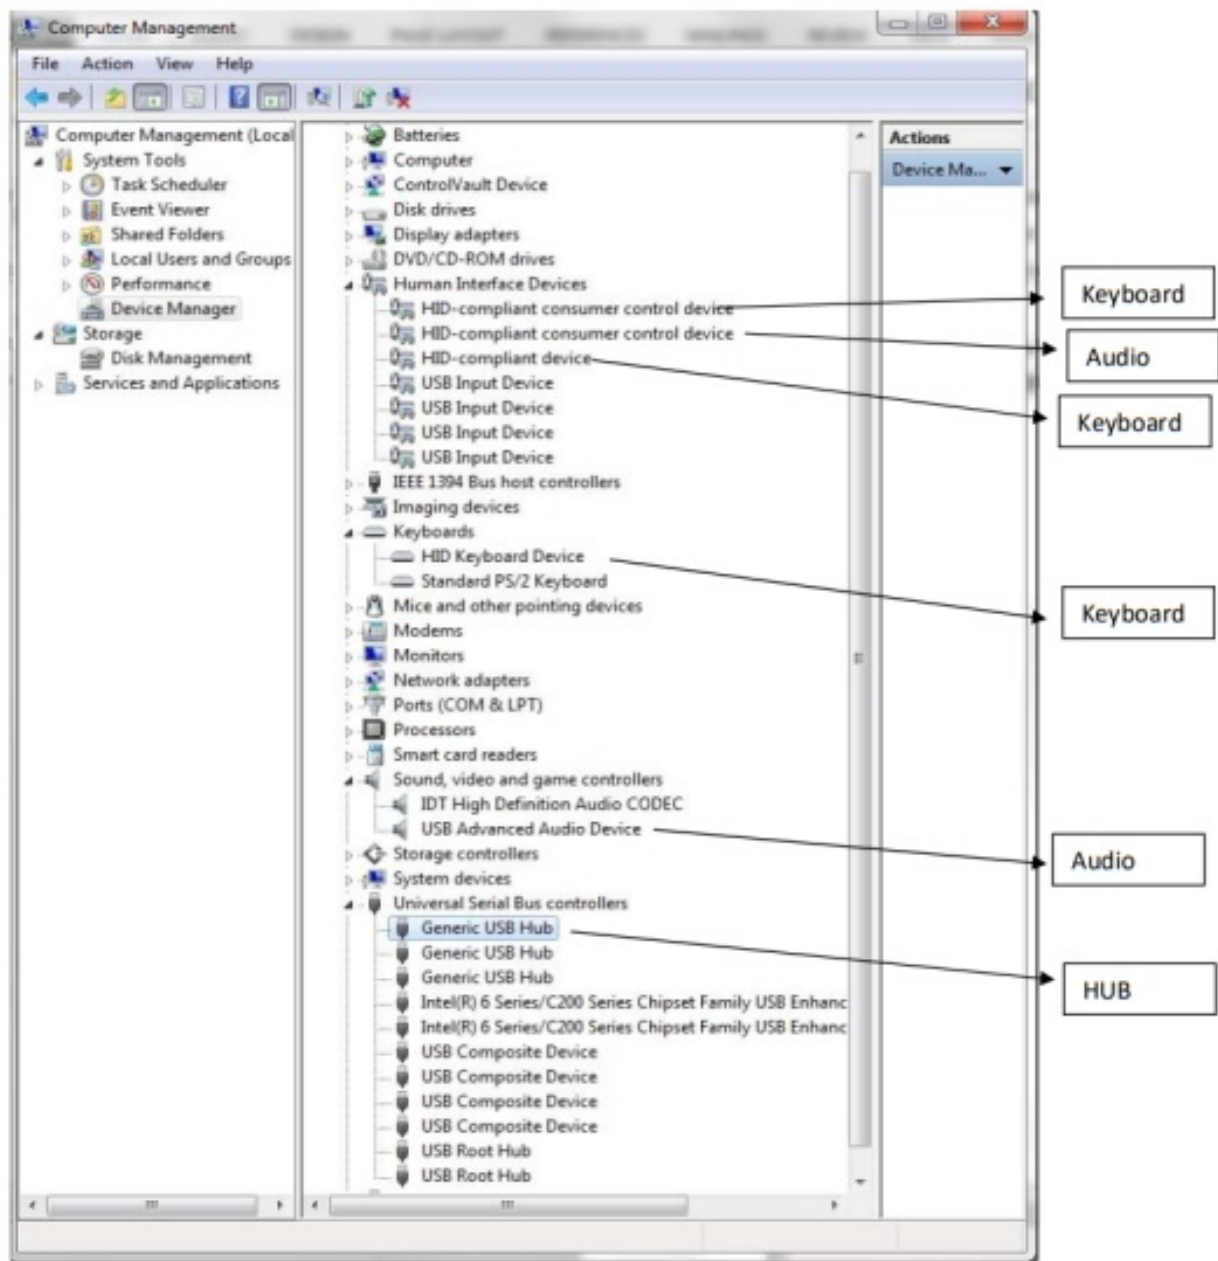 Computer Management
File Action View Help
Computer Management (Local
System Tools
Task Scheduler
Event Viewer
Shared Folders
Local Users and Groups
Performance
Device Manager
Storage
Disk Management
Services and Applications
Batteries
Computer
ControlVault Device
Disk drives
Display adapters
DVD/CD-ROM drives
Human Interface Devices
HID-compliant consumer control device
HID-compliant consumer control device
HID-compliant device
USB Input Device
USB Input Device
USB Input Device
USB Input Device
IEEE 1394 Bus host controllers
Imaging devices
Keyboards
HID Keyboard Device
Standard PS/2 Keyboard
Mice and other pointing devices
Modems
Monitors
Network adapters
Ports (COM & LPT)
Processors
Smart card readers
Sound, video and game controllers
IDT High Definition Audio CODEC
USB Advanced Audio Device
Storage controllers
System devices
Universal Serial Bus controllers
Generic USB Hub
Generic USB Hub
Generic USB Hub
Intel(R) 6 Series/C200 Series Chipset Family USB Enhanc
Intel(R) 6 Series/C200 Series Chipset Family USB Enhanc
USB Composite Device
USB Composite Device
USB Composite Device
USB Composite Device
USB Root Hub
USB Root Hub
Actions
Device Ma...
Keyboard
Audio
Keyboard
Keyboard
Audio
HUB